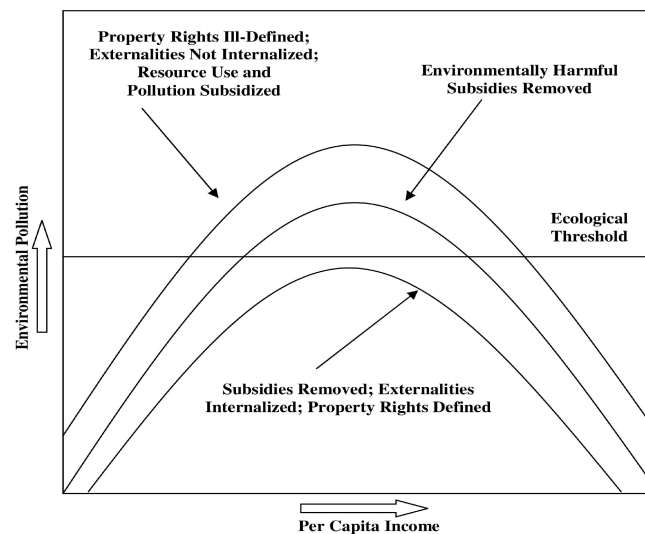 Property Rights Ill-Defined;
Externalities Not Internalized;
Resource Use and
Pollution Subsidized
Environmentally Harmful
Subsidies Removed
Ecological
Threshold
Environmental Pollution
Subsidies Removed; Externalities
Internalized; Property Rights Defined
Per Capita Income